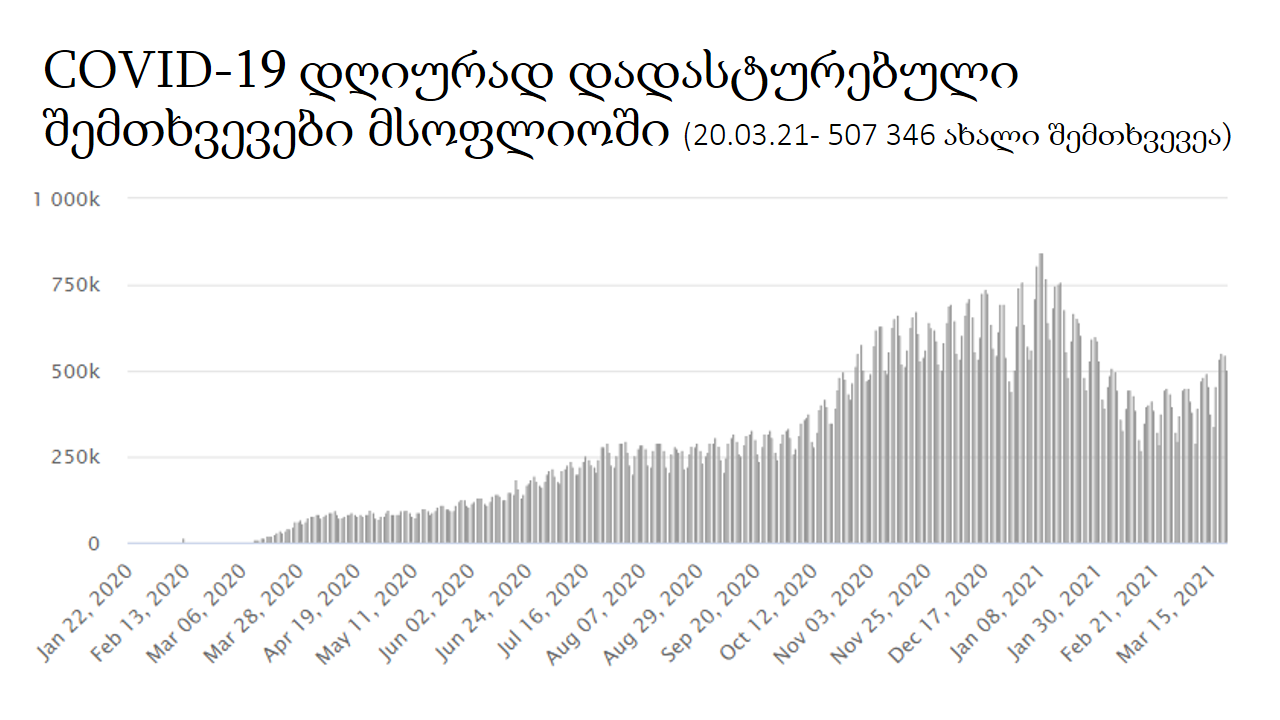 COVID-19 დღიურად დადასტურებული
შემთხვევები მსოფლიოში (20.03.21- 507 346 ახალი შემთხვევეა)
1 000k
750k
500k
250k
0
Jan 22, 2020
Feb 13, 2020
Mar 06, 2020
Mar 28, 2020
Apr 19, 2020
May 11, 2020
Jun 02, 2020
Jun 24, 2020
Jul 16, 2020
Aug 07, 2020
Aug 29, 2020
Sep 20, 2020
Oct 12, 2020
Nov 03, 2020
Nov 25, 2020
Dec 17, 2020
Jan 08, 2021
Jan 30, 2021
Feb 21, 2021
Mar 15, 2021